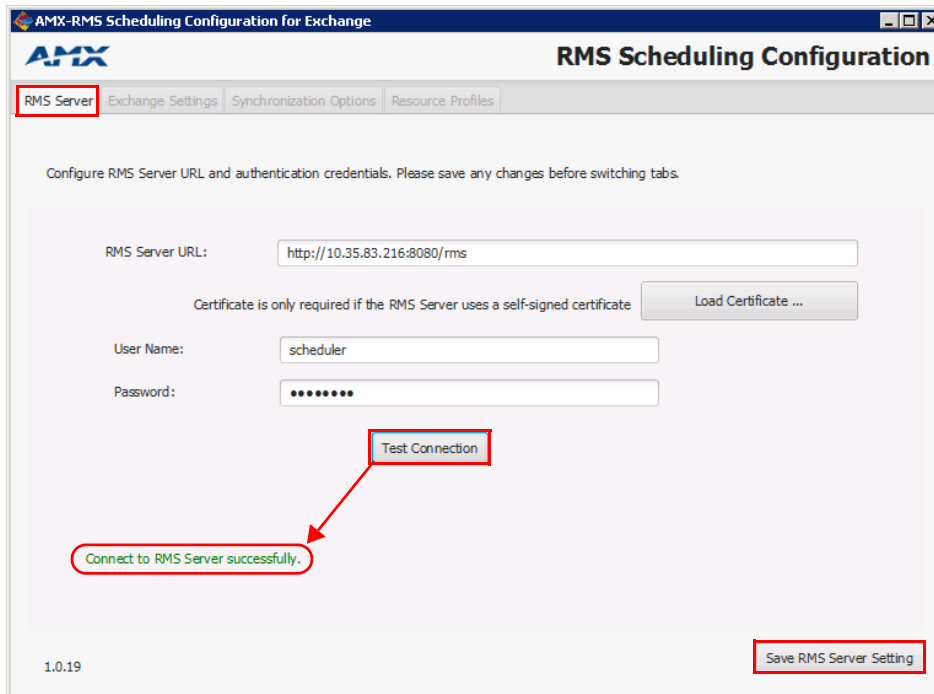 AMX-RMS Scheduling Configuration for Exchange
AMX
RMS Scheduling Configuration
RMS Server Exchange Settings Synchronization Options Resource Profiles
Configure RMS Server URL and authentication credentials. Please save any changes before switching tabs.
RMS Server URL: http://10.35.83.216:8080/rms
Certificate is only required if the RMS Server uses a self-signed certificate Load Certificate ...
User Name: scheduler
Password: ••••••••
Test Connection
Connect to RMS Server successfully.
1.0.19
Save RMS Server Setting